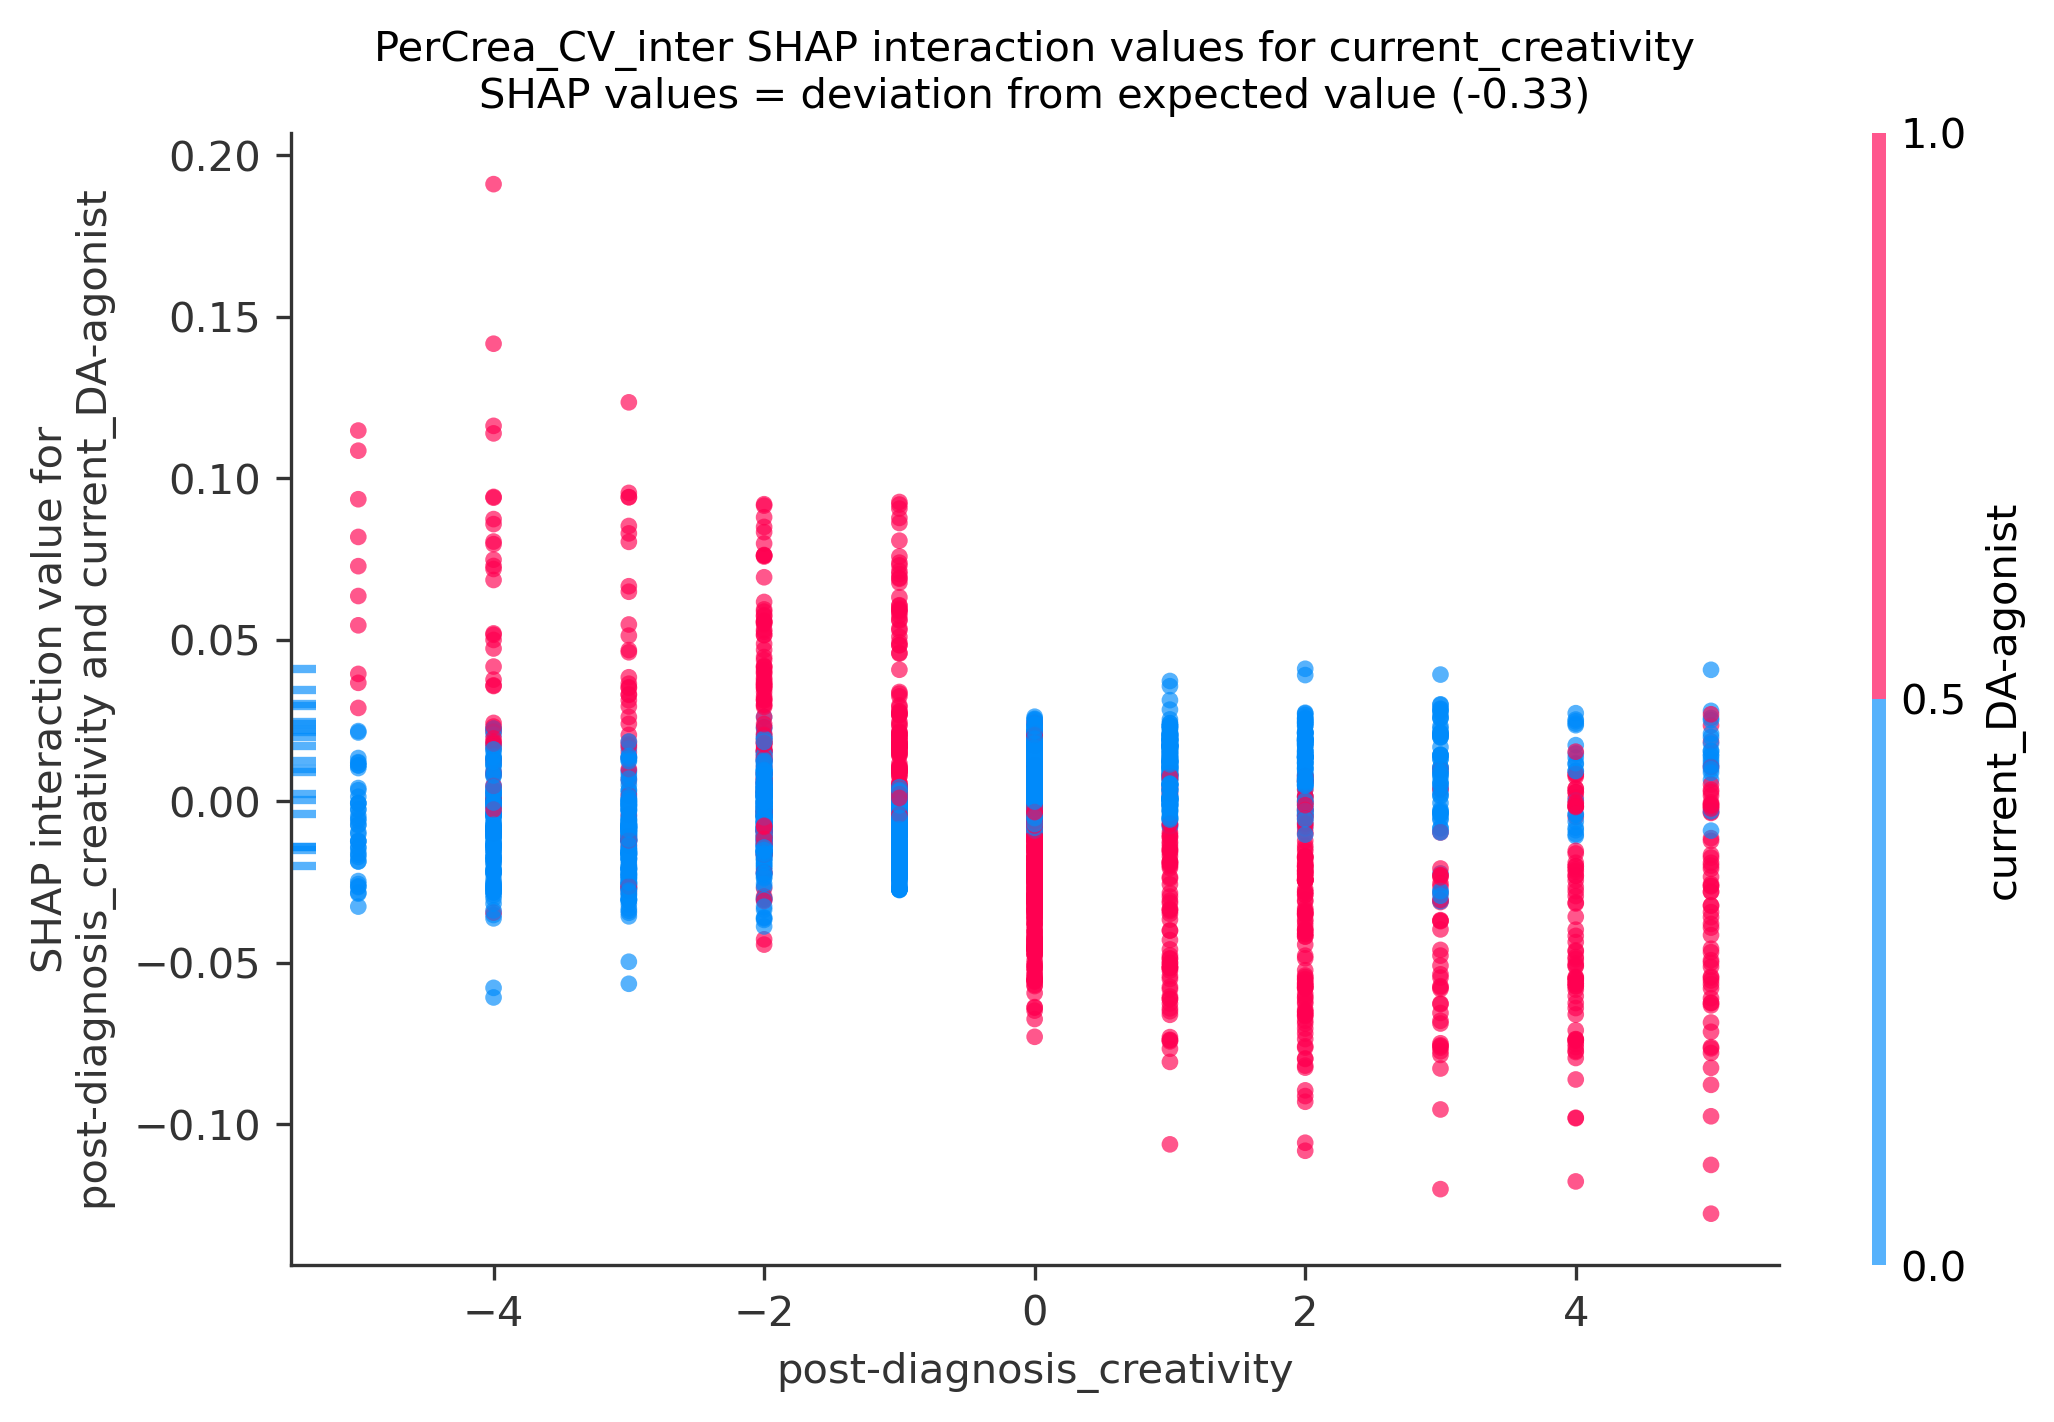 PerCrea_CV_inter SHAP interaction values for current_creativity
SHAP values = deviation from expected value (-0.33)
SHAP interaction value for
post-diagnosis_creativity and current_DA-agonist
0.20
0.15
0.10
0.05
0.00
−0.05
−0.10
−4
−2
0
2
4
post-diagnosis_creativity
1.0
0.5
0.0
current_DA-agonist